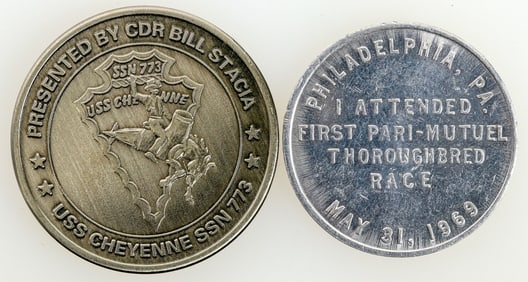 PRESENTED BY CDR BILL STACIA
SSN 773
USS CHEYENNE
USS CHEYENNE SSN 773
PHILADELPHIA, PA.
I ATTENDED
FIRST PARI-MUTUEL
THOROUGHBRED
RACE
MAY 31, 1969